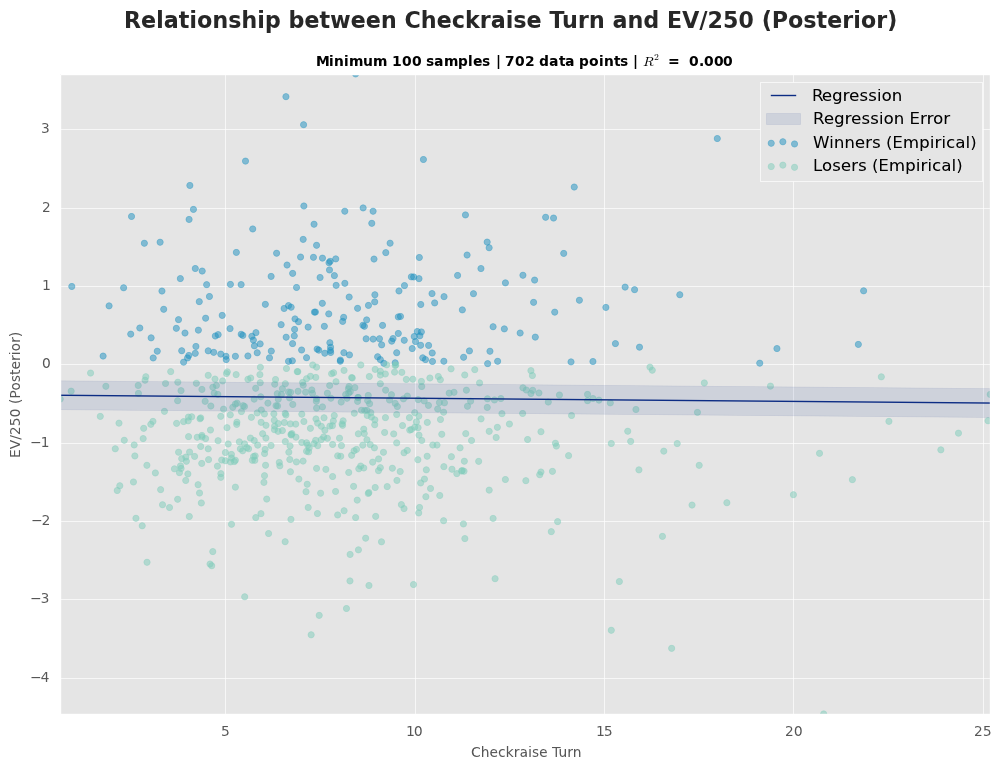 Relationship between Checkraise Turn and EV/250 (Posterior)
Minimum 100 samples | 702 data points | R² = 0.000
Regression
Regression Error
Winners (Empirical)
Losers (Empirical)
EV/250 (Posterior)
3
2
1
0
−1
−2
−3
−4
5
10
15
20
25
Checkraise Turn